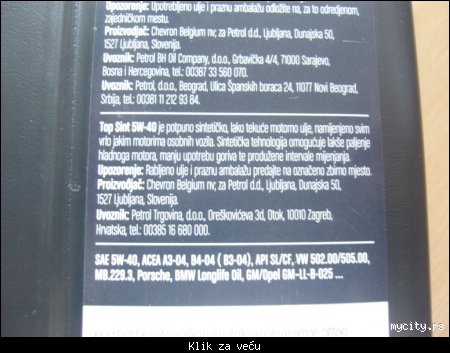 Upozorenje: Upotrebljeno ulje i praznu ambalažu odložite na, za to određenom,
zajedničkom mestu.
Proizvođač: Chevron Belgium nv, za Petrol d.d., Ljubljana, Dunajska 50,
1527 Ljubljana, Slovenija.
Uvoznik: Petrol BH Oil Company, d.o.o., Grbavička 4/4, 71000 Sarajevo,
Bosna i Hercegovina, tel.: 00387 33 560 070.
Petrol, d.o.o., Beograd, Ulica Španskih boraca 24, 11077 Novi Beograd,
Srbija, tel.: 00381 11 212 93 84.
Top Sint 5W-40 je potpuno sintetičko, lako tekuće motorno ulje, namijenjeno svim
vrlo jakim motorima osobnih vozila. Sintetička tehnologija omogućuje lakše paljenje
hladnoga motora, manju upotrebu goriva te produžene intervale mijenjanja.
Upozorenje: Rabljeno ulje i praznu ambalažu predajte na označeno zbirno mjesto.
Proizvođač: Chevron Belgium nv, za Petrol d.d., Ljubljana, Dunajska 50,
1527 Ljubljana, Slovenija.
Uvoznik: Petrol Trgovina, d.o.o., Oreškovićeva 3d, Otok, 10010 Zagreb,
Hrvatska, tel.: 00385 16 680 000.
SAE 5W-40, ACEA A3-04, B4-04 ( B3-04), API SL/CF, VW 502.00/505.00,
MB.229.3, Porsche, BMW Longlife Oil, GM/Opel GM-LL-B-025 ...
mycity.rs
Klik za veću